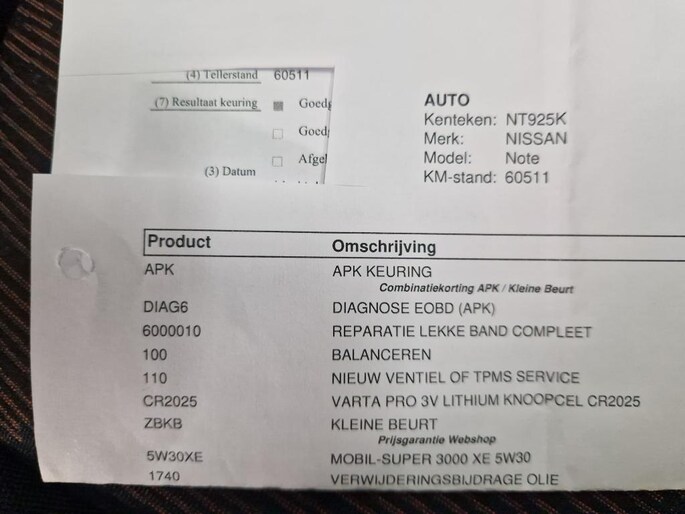 (4) Tellerstand 60511
(7) Resultaat keuring
(3) Datum
AUTO
Kenteken: NT925K
Merk: NISSAN
Model: Note
KM-stand: 60511
Product Omschrijving
APK APK KEURING
Combinatiekorting APK / Kleine Beurt
DIAG6 DIAGNOSE EOBD (APK)
6000010 REPARATIE LEKKE BAND COMPLEET
100 BALANCEREN
110 NIEUW VENTIEL OF TPMS SERVICE
CR2025 VARTA PRO 3V LITHIUM KNOOPCEL CR2025
ZBKB KLEINE BEURT
Prijsgarantie Webshop
5W30XE MOBIL-SUPER 3000 XE 5W30
1740 VERWIJDERINGSBIJDRAGE OLIE